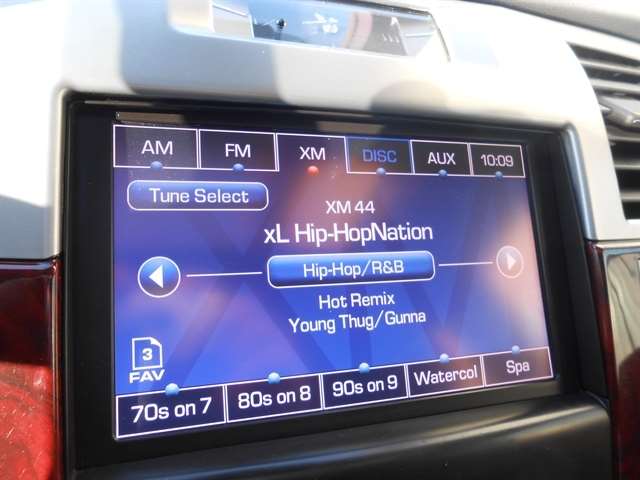 AM FM XM DISC AUX 10:09
Tune Select
XM 44
xL Hip-HopNation
Hip-Hop/R&B
Hot Remix
Young Thug/Gunna
3
FAV
70s on 7 80s on 8 90s on 9 Watercol Spa